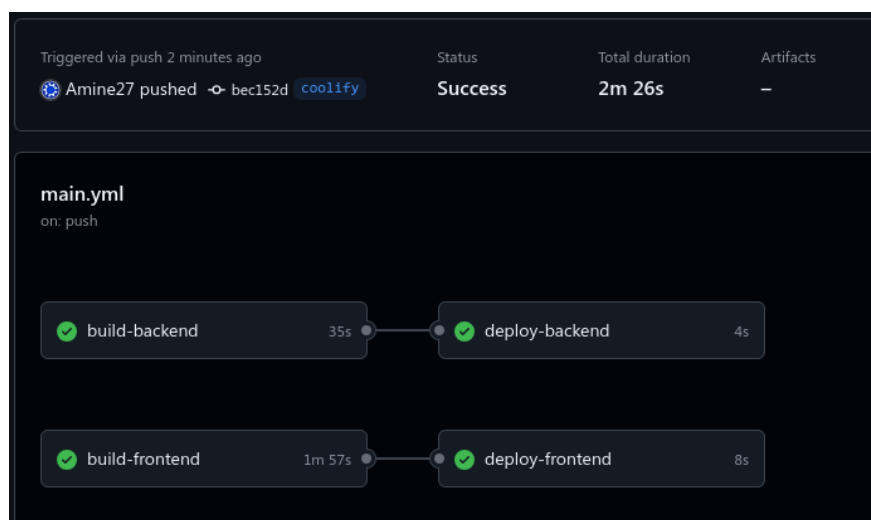 Triggered via push 2 minutes ago
Amine27 pushed bec152d coolify
Status
Success
Total duration
2m 26s
Artifacts
–
main.yml
on: push
build-backend 35s
deploy-backend 4s
build-frontend 1m 57s
deploy-frontend 8s